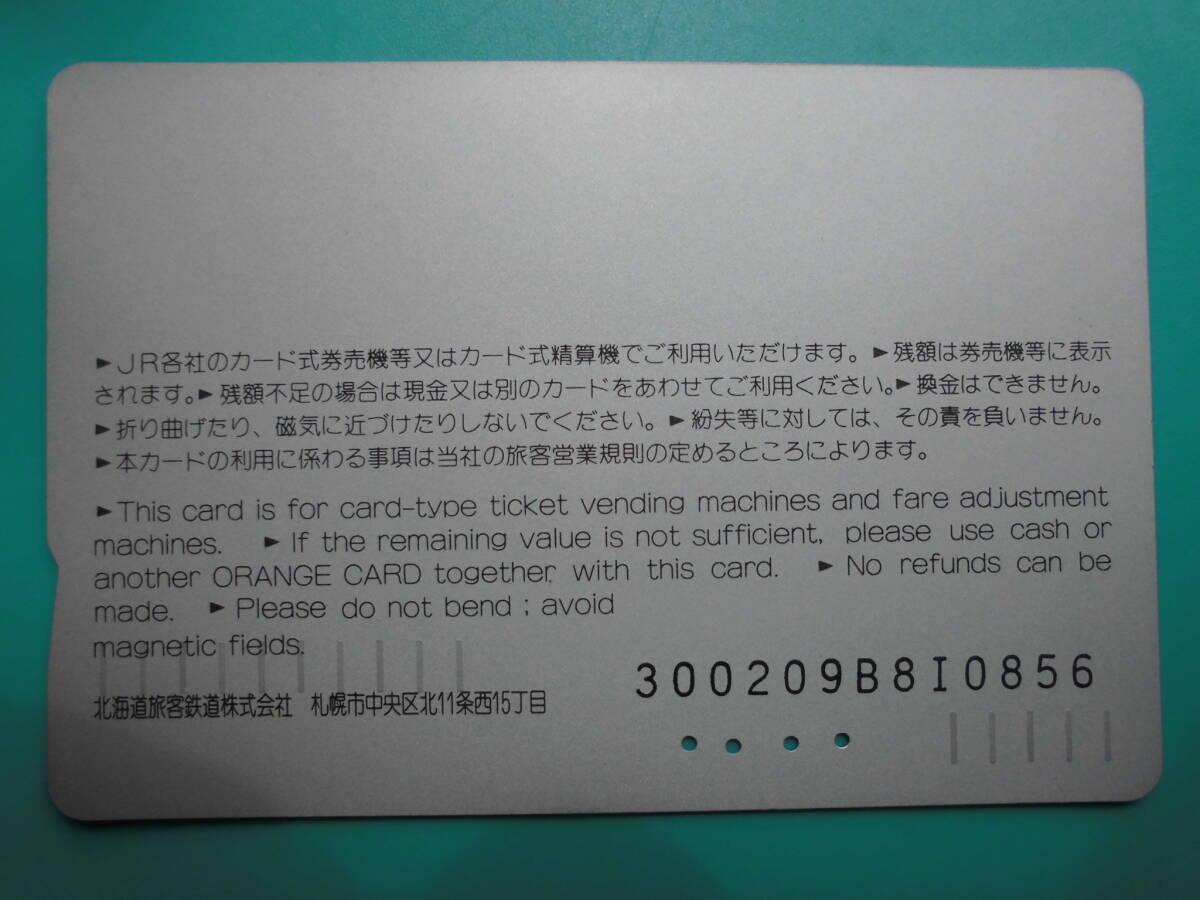 ►JR各社のカード式券売機等又はカード式精算機でご利用いただけます。►残額は券売機等に表示
されます。►残額不足の場合は現金又は別のカードをあわせてご利用ください。►換金はできません。
►折り曲げたり、磁気に近づけたりしないでください。►紛失等に対しては、その責を負いません。
►本カードの利用に係わる事項は当社の旅客営業規則の定めるところによります。
►This card is for card-type ticket vending machines and fare adjustment
machines. ►If the remaining value is not sufficient, please use cash or
another ORANGE CARD together with this card. ►No refunds can be
made. ►Please do not bend ; avoid
magnetic fields.
300209B8I0856
北海道旅客鉄道株式会社 札幌市中央区北11条西15丁目